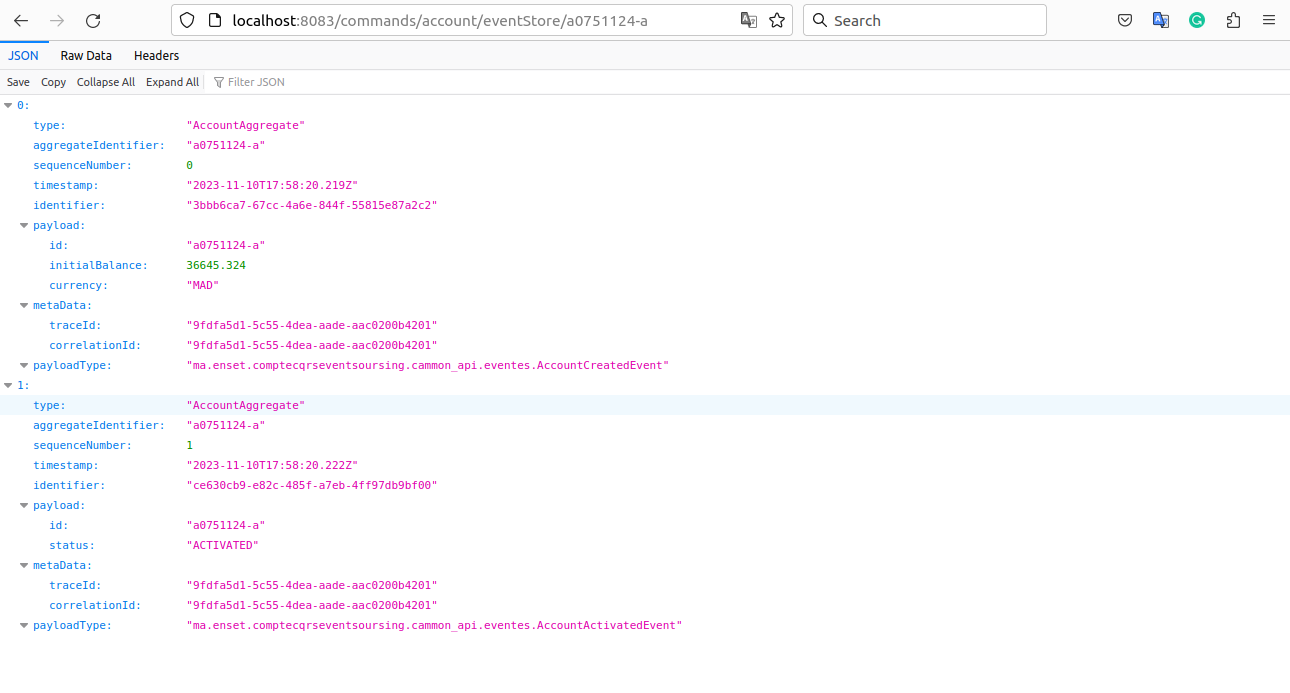 localhost:8083/commands/account/eventStore/a0751124-a
Search
JSON Raw Data Headers
Save Copy Collapse All Expand All Filter JSON
0:
type: "AccountAggregate"
aggregateIdentifier: "a0751124-a"
sequenceNumber: 0
timestamp: "2023-11-10T17:58:20.219Z"
identifier: "3bbb6ca7-67cc-4a6e-844f-55815e87a2c2"
payload:
id: "a0751124-a"
initialBalance: 36645.324
currency: "MAD"
metaData:
traceId: "9fdfa5d1-5c55-4dea-aade-aac0200b4201"
correlationId: "9fdfa5d1-5c55-4dea-aade-aac0200b4201"
payloadType: "ma.enset.comptecqrseventsoursing.cammon_api.eventes.AccountCreatedEvent"
1:
type: "AccountAggregate"
aggregateIdentifier: "a0751124-a"
sequenceNumber: 1
timestamp: "2023-11-10T17:58:20.222Z"
identifier: "ce630cb9-e82c-485f-a7eb-4ff97db9bf00"
payload:
id: "a0751124-a"
status: "ACTIVATED"
metaData:
traceId: "9fdfa5d1-5c55-4dea-aade-aac0200b4201"
correlationId: "9fdfa5d1-5c55-4dea-aade-aac0200b4201"
payloadType: "ma.enset.comptecqrseventsoursing.cammon_api.eventes.AccountActivatedEvent"